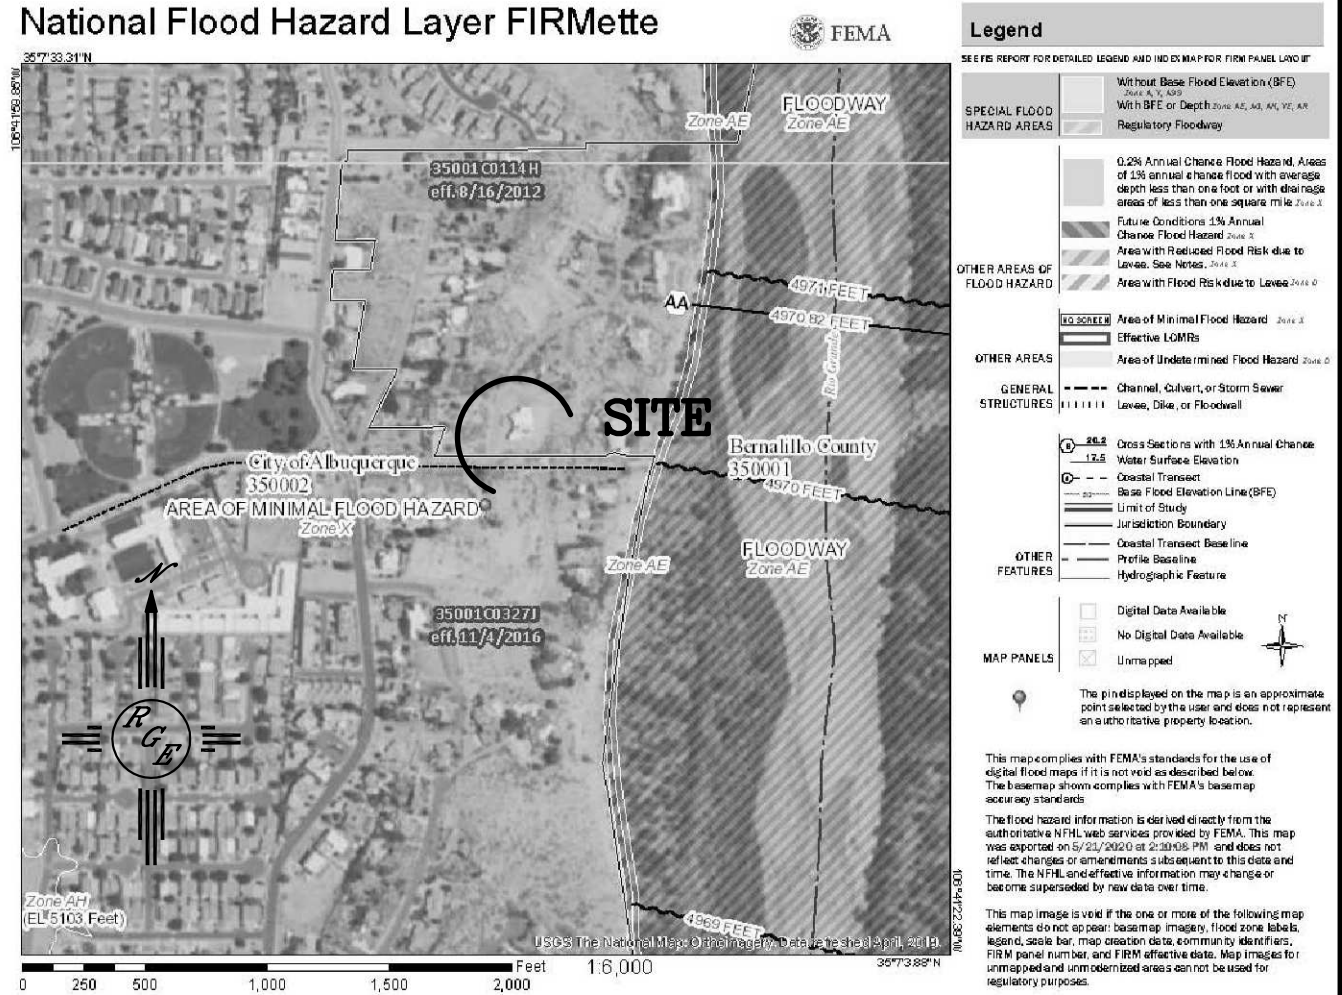 National Flood Hazard Layer FIRMette
FEMA
35°7'33.31"N
FLOODWAY
Zone AE
Zone AE
35001C0114H
eff. 8/16/2012
4971 FEET
AA
4970.82 FEET
Rio Grande
SITE
Bernalillo County
350001
City of Albuquerque
350002
4970 FEET
AREA OF MINIMAL FLOOD HAZARD
Zone X
FLOODWAY
Zone AE
Zone AE
N
35001C0327J
eff. 11/4/2016
RGE
Zone AH
(EL 5103 Feet)
4969 FEET
USGS The National Map: Orthoimagery. Data refreshed April, 2019.
35°7'3.88"N
Feet
1:6,000
0 250 500 1,000 1,500 2,000
Legend
SEE FIS REPORT FOR DETAILED LEGEND AND INDEX MAP FOR FIRM PANEL LAYOUT
SPECIAL FLOOD
HAZARD AREAS
Without Base Flood Elevation (BFE)
Zone A, V, A99
With BFE or Depth Zone AE, AO, AH, VE, AR
Regulatory Floodway
OTHER AREAS OF
FLOOD HAZARD
0.2% Annual Chance Flood Hazard, Areas
of 1% annual chance flood with average
depth less than one foot or with drainage
areas of less than one square mile Zone X
Future Conditions 1% Annual
Chance Flood Hazard Zone X
Area with Reduced Flood Risk due to
Levee. See Notes. Zone X
Area with Flood Risk due to Levee Zone D
OTHER AREAS
NO SCREEN Area of Minimal Flood Hazard Zone X
Effective LOMRs
Area of Undetermined Flood Hazard Zone D
GENERAL
STRUCTURES
Channel, Culvert, or Storm Sewer
Levee, Dike, or Floodwall
OTHER
FEATURES
20.2 Cross Sections with 1% Annual Chance
17.5 Water Surface Elevation
Coastal Transect
Base Flood Elevation Line (BFE)
Limit of Study
Jurisdiction Boundary
Coastal Transect Baseline
Profile Baseline
Hydrographic Feature
MAP PANELS
Digital Data Available
No Digital Data Available
Unmapped
N
The pin displayed on the map is an approximate
point selected by the user and does not represent
an authoritative property location.
This map complies with FEMA's standards for the use of
digital flood maps if it is not void as described below.
The basemap shown complies with FEMA's basemap
accuracy standards
The flood hazard information is derived directly from the
authoritative NFHL web services provided by FEMA. This map
was exported on 5/21/2020 at 2:10:08 PM and does not
reflect changes or amendments subsequent to this date and
time. The NFHL and effective information may change or
become superseded by new data over time.
This map image is void if the one or more of the following map
elements do not appear: basemap imagery, flood zone labels,
legend, scale bar, map creation date, community identifiers,
FIRM panel number, and FIRM effective date. Map images for
unmapped and unmodernized areas cannot be used for
regulatory purposes.